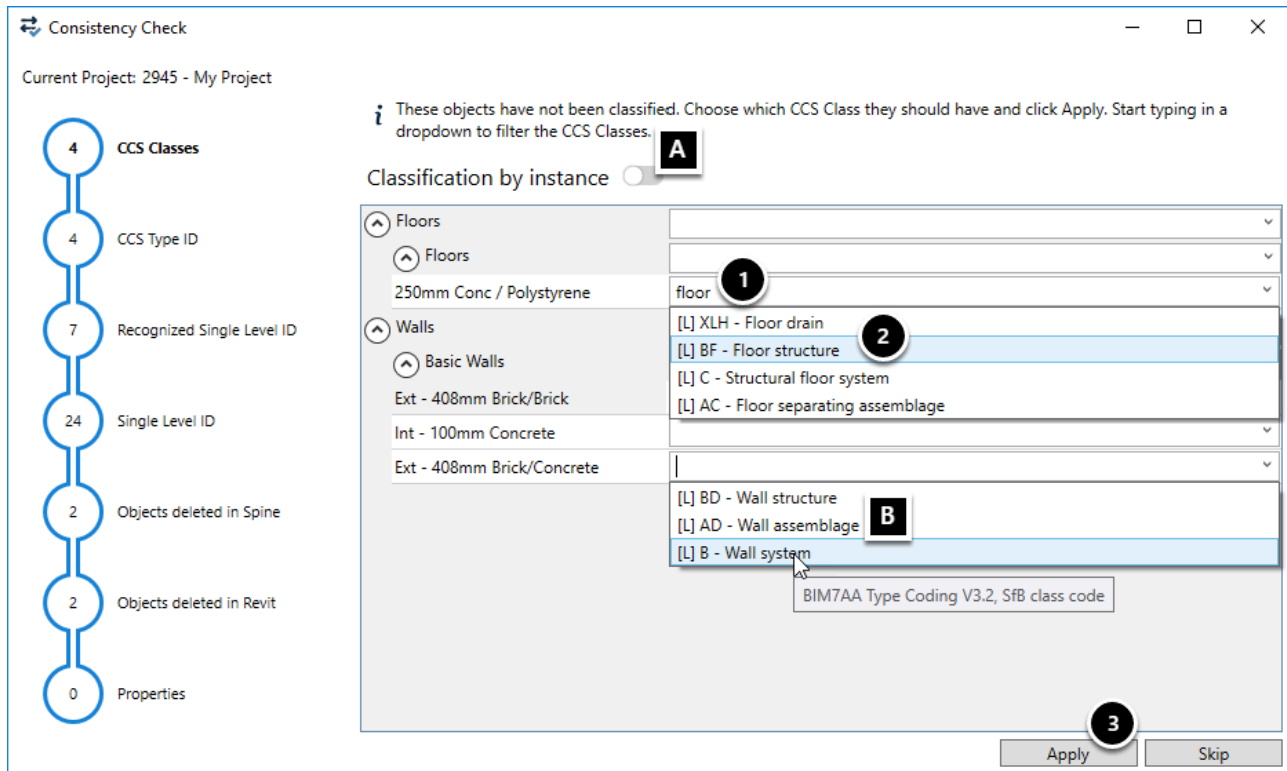 Consistency Check
Current Project: 2945 - My Project
4
CCS Classes
4
CCS Type ID
7
Recognized Single Level ID
24
Single Level ID
2
Objects deleted in Spine
2
Objects deleted in Revit
0
Properties
i
These objects have not been classified. Choose which CCS Class they should have and click Apply. Start typing in a
dropdown to filter the CCS Classes.
A
Classification by instance
Floors
Floors
250mm Conc / Polystyrene
floor
1
[L] XLH - Floor drain
[L] BF - Floor structure
2
[L] C - Structural floor system
[L] AC - Floor separating assemblage
Walls
Basic Walls
Ext - 408mm Brick/Brick
Int - 100mm Concrete
Ext - 408mm Brick/Concrete
[L] BD - Wall structure
[L] AD - Wall assemblage
B
[L] B - Wall system
BIM7AA Type Coding V3.2, SfB class code
3
Apply
Skip